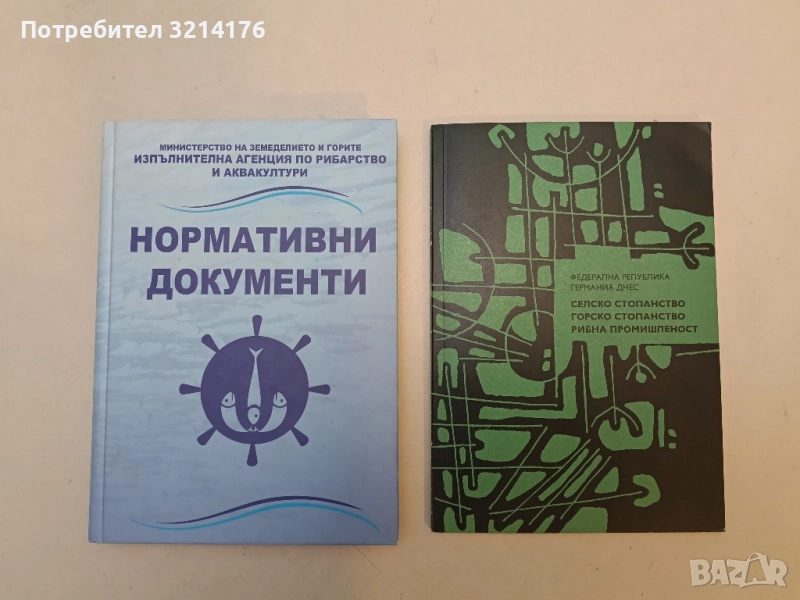 Потребител 3214176
МИНИСТЕРСТВО НА ЗЕМЕДЕЛИЕТО И ГОРИТЕ
ИЗПЪЛНИТЕЛНА АГЕНЦИЯ ПО РИБАРСТВО
И АКВАКУЛТУРИ
НОРМАТИВНИ
ДОКУМЕНТИ
ФЕДЕРАЛНА РЕПУБЛИКА
ГЕРМАНИЯ ДНЕС
СЕЛСКО СТОПАНСТВО
ГОРСКО СТОПАНСТВО
РИБНА ПРОМИШЛЕНОСТ
BAZAR